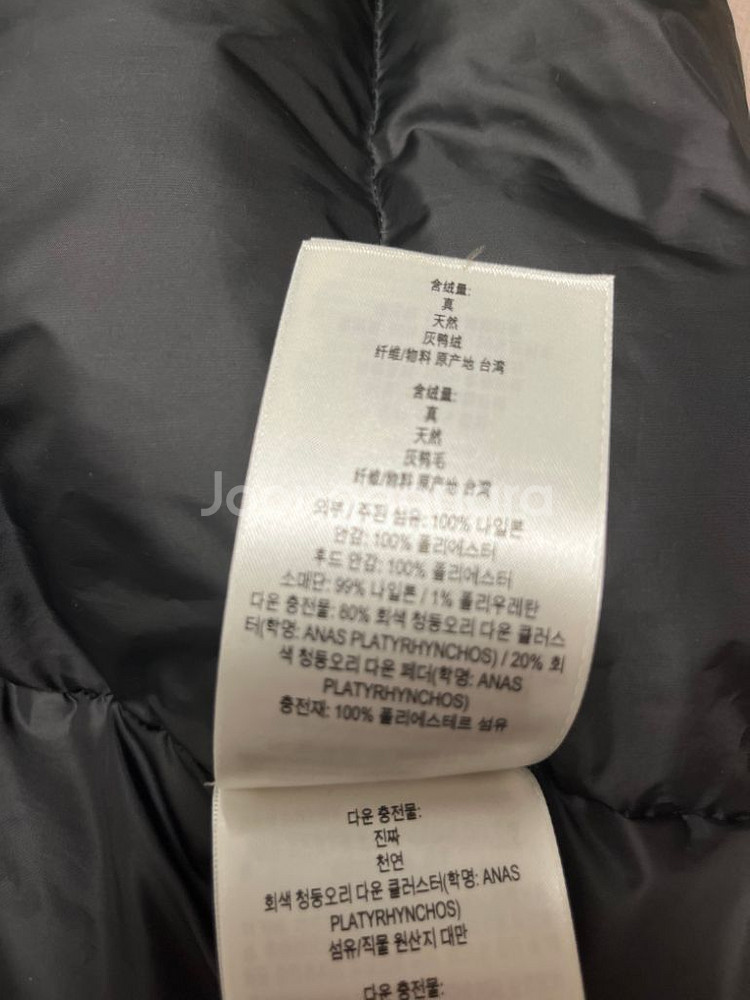 含绒量:
真
天然
灰鸭绒
纤维/物料 原产地 台湾
含绒量:
真
天然
灰鸭毛
纤维/物料 原产地 台湾
외부 / 주된 섬유: 100% 나일론
안감: 100% 폴리에스터
후드 안감: 100% 폴리에스터
소매단: 99% 나일론 / 1% 폴리우레탄
다운 충전물: 80% 회색 청둥오리 다운 클러스
터(학명: ANAS PLATYRHYNCHOS) / 20% 회
색 청둥오리 다운 페더(학명: ANAS
PLATYRHYNCHOS)
충전재: 100% 폴리에스테르 섬유
다운 충전물:
진짜
천연
회색 청둥오리 다운 클러스터(학명: ANAS
PLATYRHYNCHOS)
섬유/직물 원산지 대만
다운 충전물: